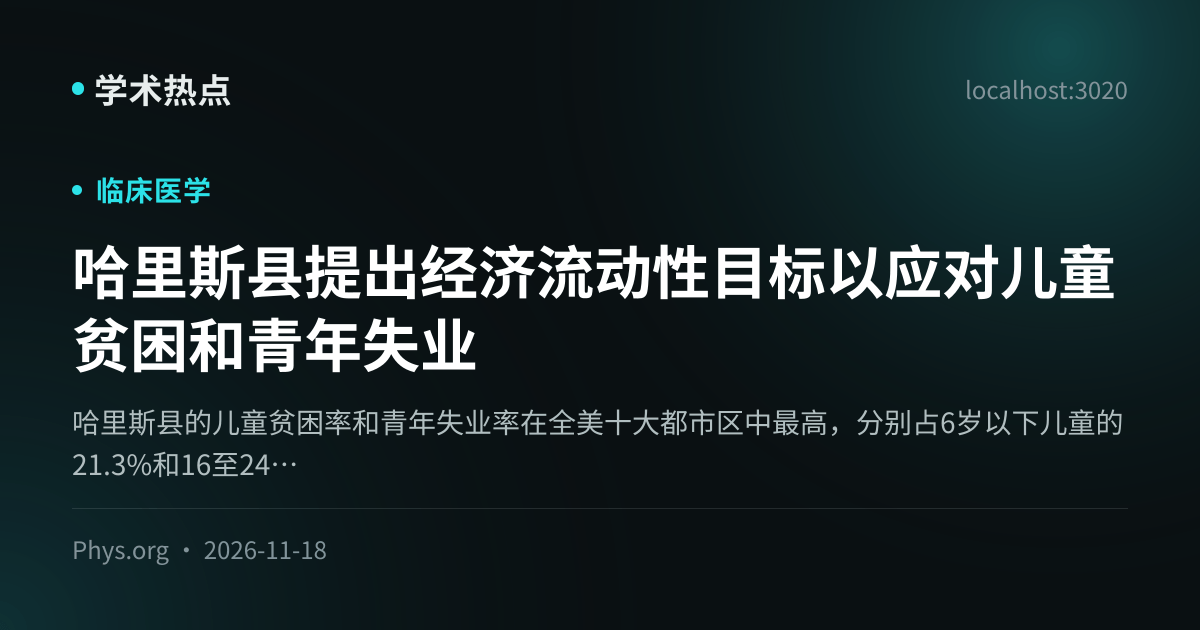 学术热点
localhost:3020
临床医学
哈里斯县提出经济流动性目标以应对儿童
贫困和青年失业
哈里斯县的儿童贫困率和青年失业率在全美十大都市区中最高，分别占6岁以下儿童的
21.3%和16至24…
Phys.org • 2026-11-18